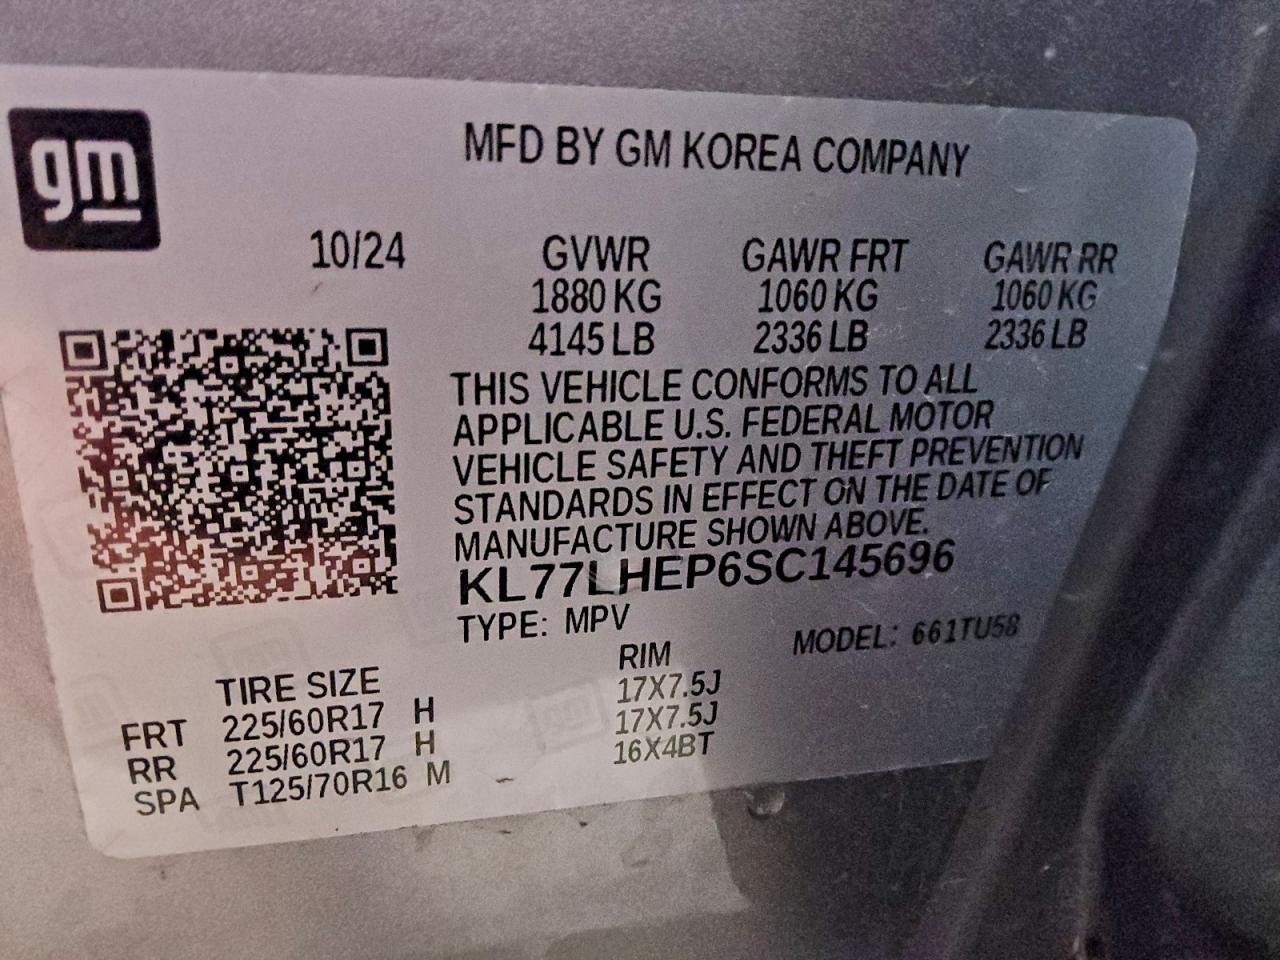 gm
MFD BY GM KOREA COMPANY
10/24 GVWR GAWR FRT GAWR RR
1880 KG 1060 KG 1060 KG
4145 LB 2336 LB 2336 LB
THIS VEHICLE CONFORMS TO ALL
APPLICABLE U.S. FEDERAL MOTOR
VEHICLE SAFETY AND THEFT PREVENTION
STANDARDS IN EFFECT ON THE DATE OF
MANUFACTURE SHOWN ABOVE.
KL77LHEP6SC145696
TYPE: MPV MODEL: 661TU58
TIRE SIZE RIM
FRT 225/60R17 H 17X7.5J
RR 225/60R17 H 17X7.5J
SPA T125/70R16 M 16X4BT